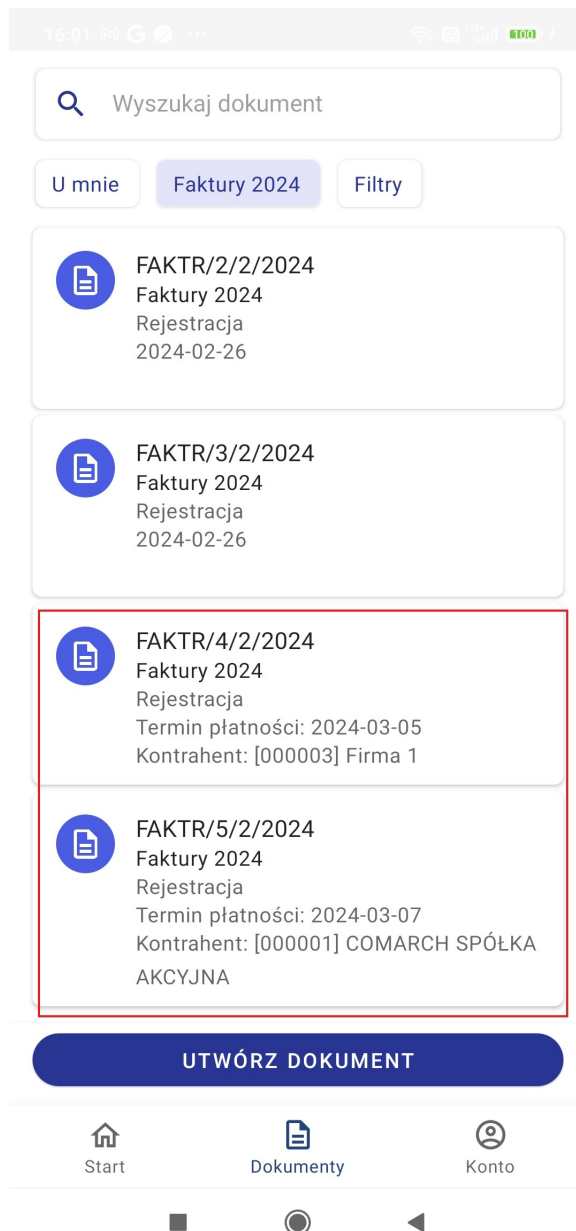 16:01
100
Wyszukaj dokument
U mnie
Faktury 2024
Filtry
FAKTR/2/2/2024
Faktury 2024
Rejestracja
2024-02-26
FAKTR/3/2/2024
Faktury 2024
Rejestracja
2024-02-26
FAKTR/4/2/2024
Faktury 2024
Rejestracja
Termin płatności: 2024-03-05
Kontrahent: [000003] Firma 1
FAKTR/5/2/2024
Faktury 2024
Rejestracja
Termin płatności: 2024-03-07
Kontrahent: [000001] COMARCH SPÓŁKA
AKCYJNA
UTWÓRZ DOKUMENT
Start
Dokumenty
Konto